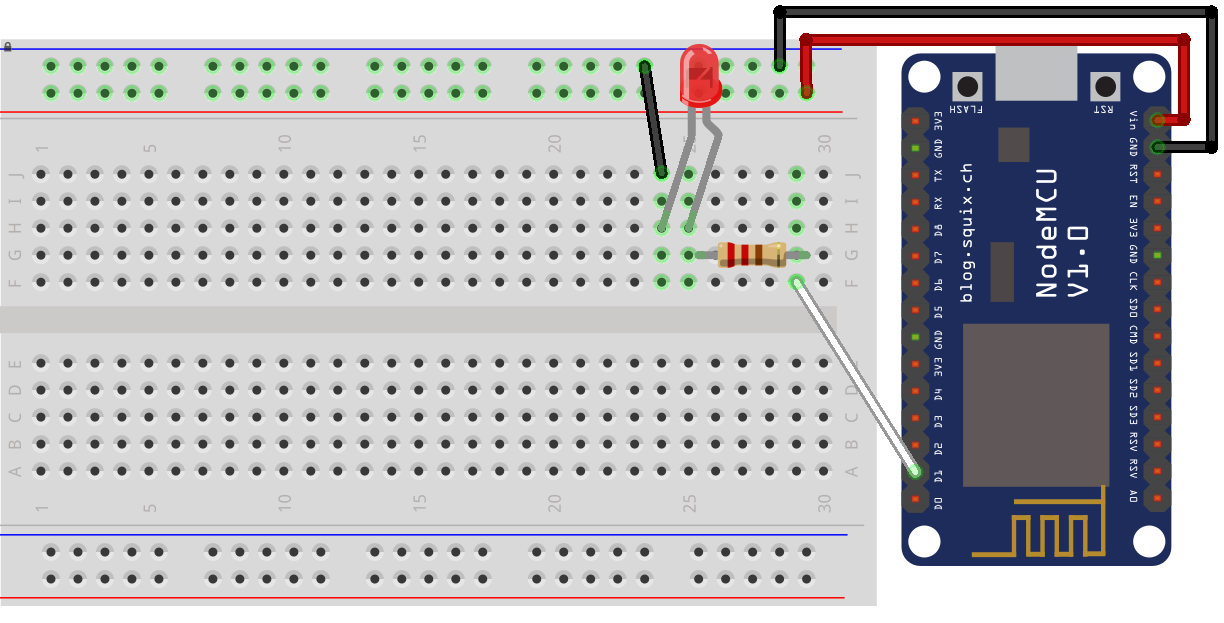 1 5 10 15 20 25 30
J J
I I
H H
G G
F F
E E
D D
C C
B B
A A
1 5 10 15 20 25 30
FLASH
RST
3V3
GND
TX
RX
D8
D7
D6
D5
GND
3V3
D4
D3
D2
D1
D0
blog.squix.ch
NodeMCU
V1.0
Vin
GND
RST
EN
3V3
GND
CLK
SD0
CMD
SD1
SD2
SD3
RSV
RSV
A0